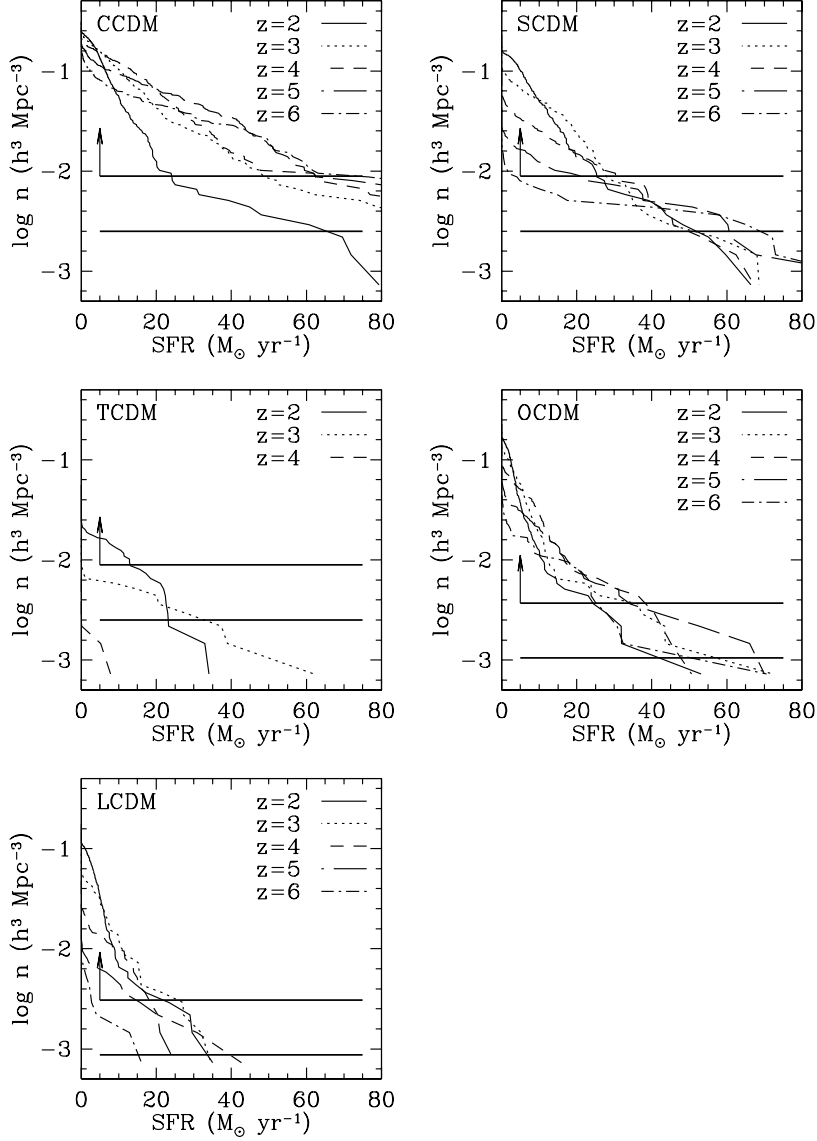 CCDM
z=2
z=3
z=4
z=5
z=6
−1
−2
−3
log n (h³ Mpc⁻³)
0 20 40 60 80
SFR (M⊙ yr⁻¹)
SCDM
z=2
z=3
z=4
z=5
z=6
−1
−2
−3
log n (h³ Mpc⁻³)
0 20 40 60 80
SFR (M⊙ yr⁻¹)
TCDM
z=2
z=3
z=4
−1
−2
−3
log n (h³ Mpc⁻³)
0 20 40 60 80
SFR (M⊙ yr⁻¹)
OCDM
z=2
z=3
z=4
z=5
z=6
−1
−2
−3
log n (h³ Mpc⁻³)
0 20 40 60 80
SFR (M⊙ yr⁻¹)
LCDM
z=2
z=3
z=4
z=5
z=6
−1
−2
−3
log n (h³ Mpc⁻³)
0 20 40 60 80
SFR (M⊙ yr⁻¹)